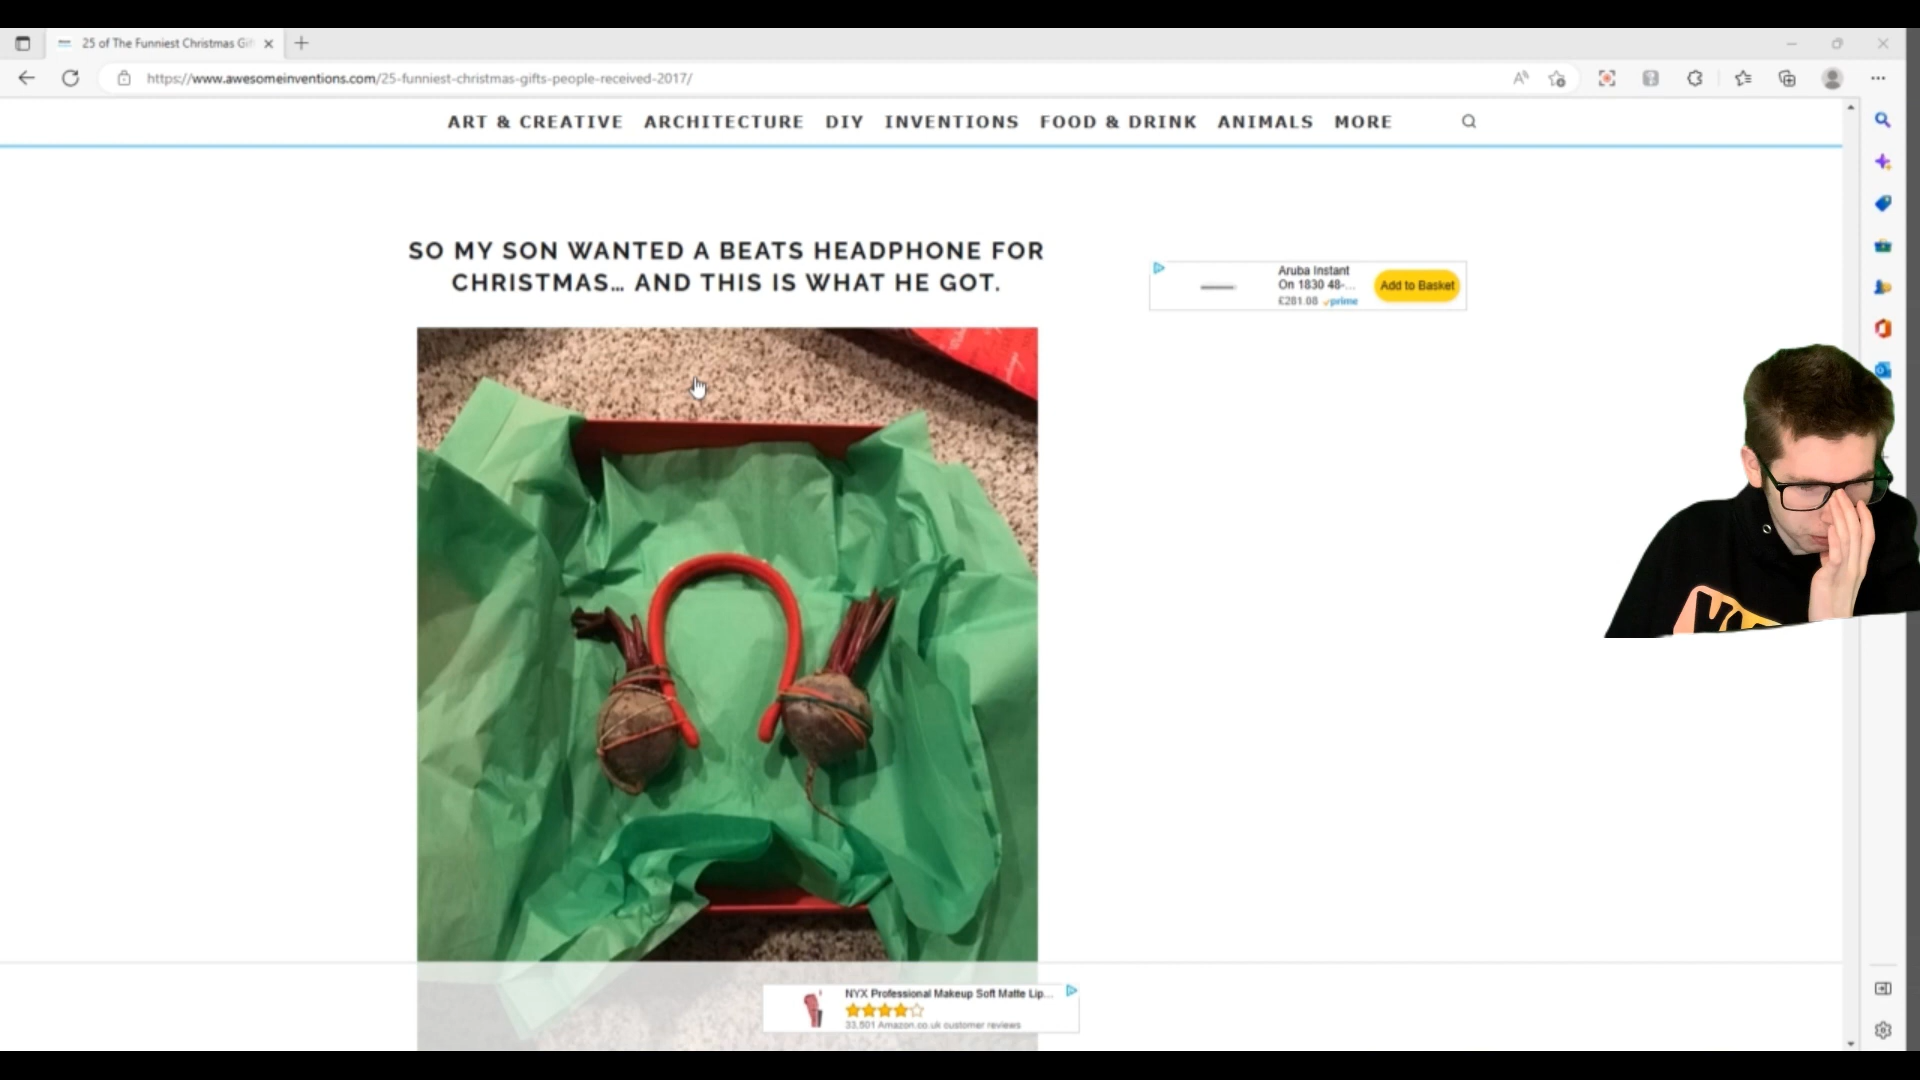 25 of The Funniest Christmas Gi
https://www.awesomeinventions.com/25-funniest-christmas-gifts-people-received-2017/
ART & CREATIVE ARCHITECTURE DIY INVENTIONS FOOD & DRINK ANIMALS MORE
SO MY SON WANTED A BEATS HEADPHONE FOR
CHRISTMAS... AND THIS IS WHAT HE GOT.
Aruba Instant
On 1830 48-...
£281.08 prime
Add to Basket
NYX Professional Makeup Soft Matte Lip...
33,501 Amazon.co.uk customer reviews